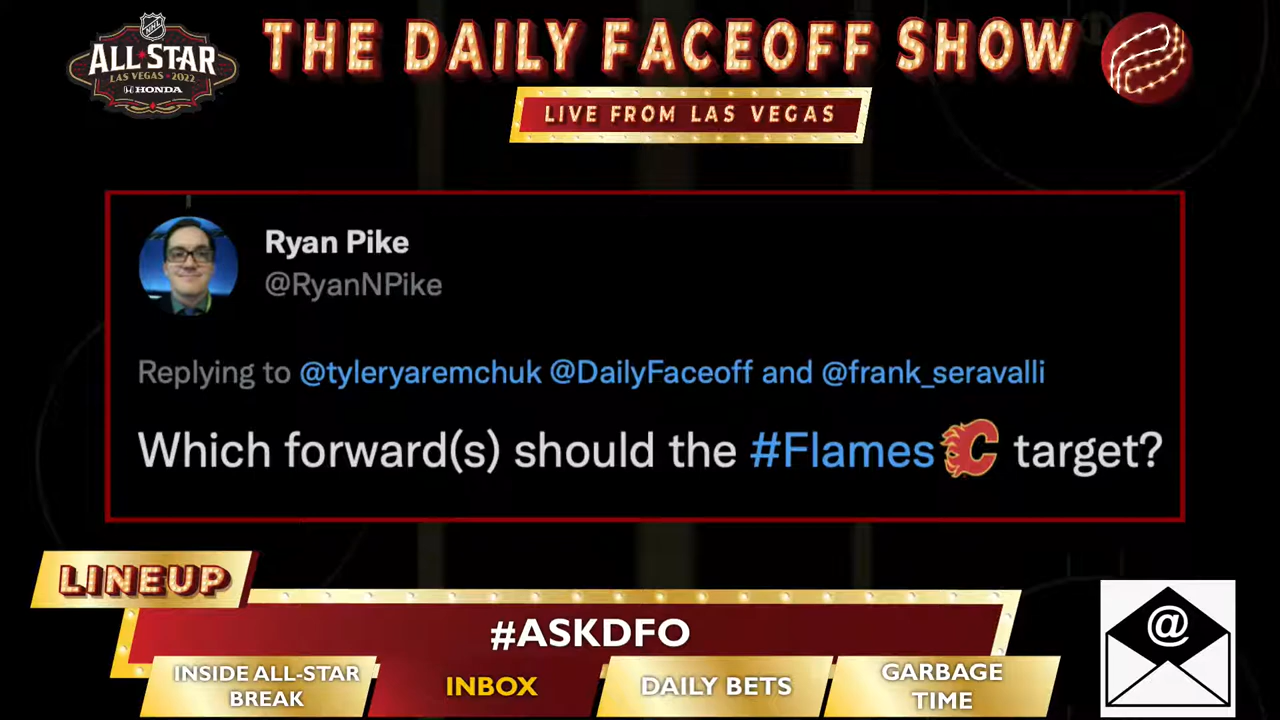 NHL
ALL STAR
LAS VEGAS 2022
HONDA
THE DAILY FACEOFF SHOW
LIVE FROM LAS VEGAS
Ryan Pike
@RyanNPike
Replying to @tyleryaremchuk @DailyFaceoff and @frank_seravalli
Which forward(s) should the #Flames C target?
LINEUP
#ASKDFO
@
INSIDE ALL-STAR
BREAK
INBOX
DAILY BETS
GARBAGE
TIME